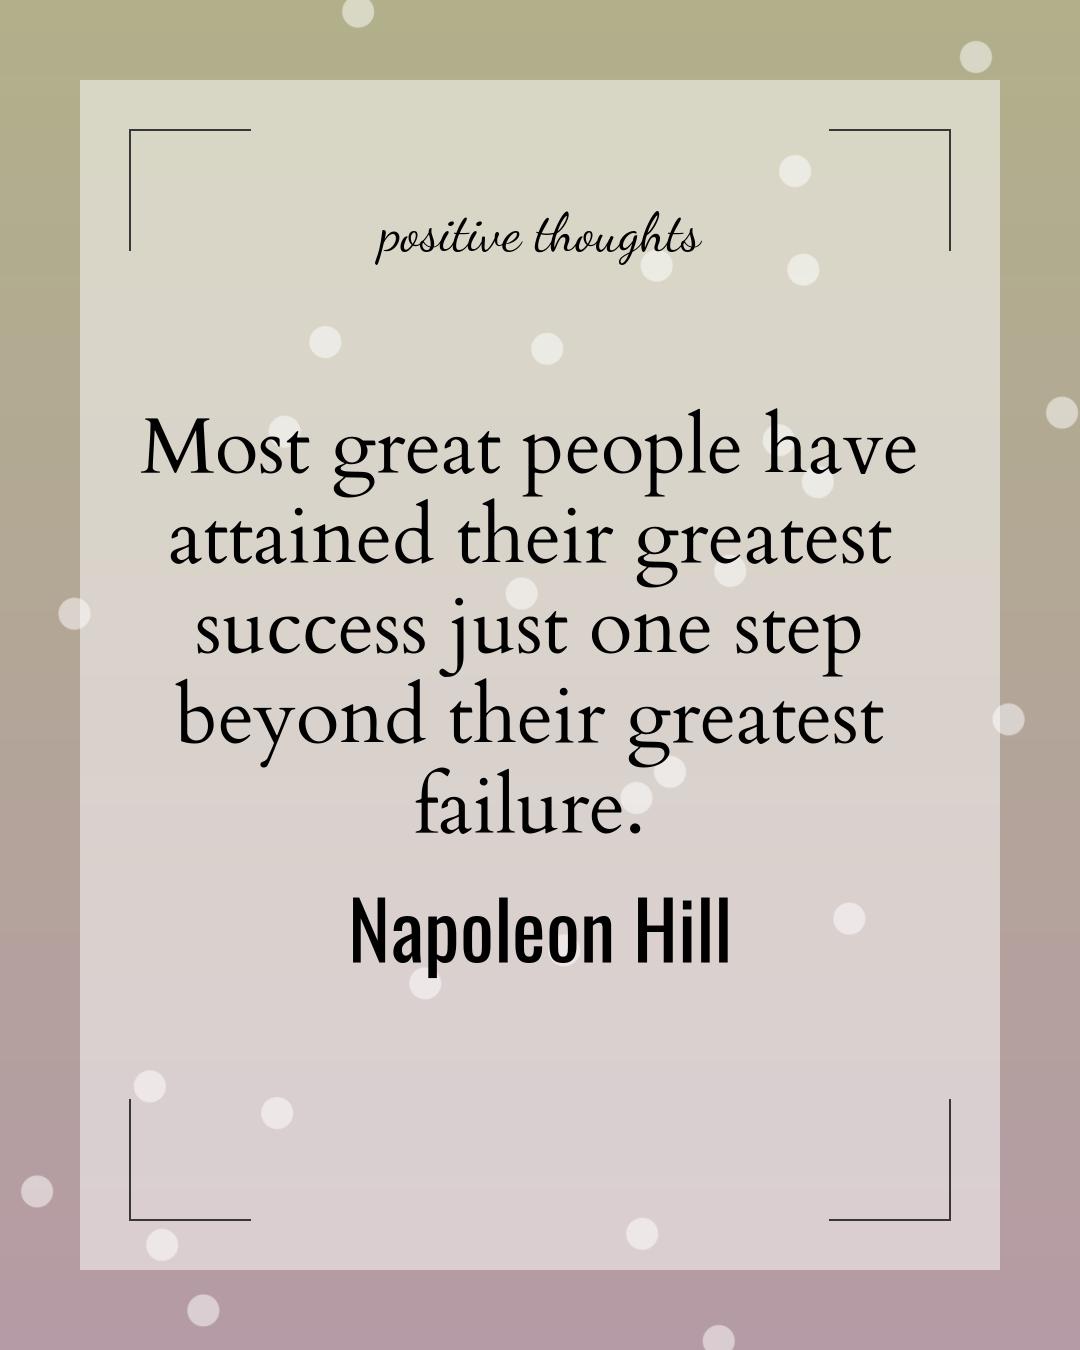 positive thoughts
Most great people have
attained their greatest
success just one step
beyond their greatest
failure.
Napoleon Hill